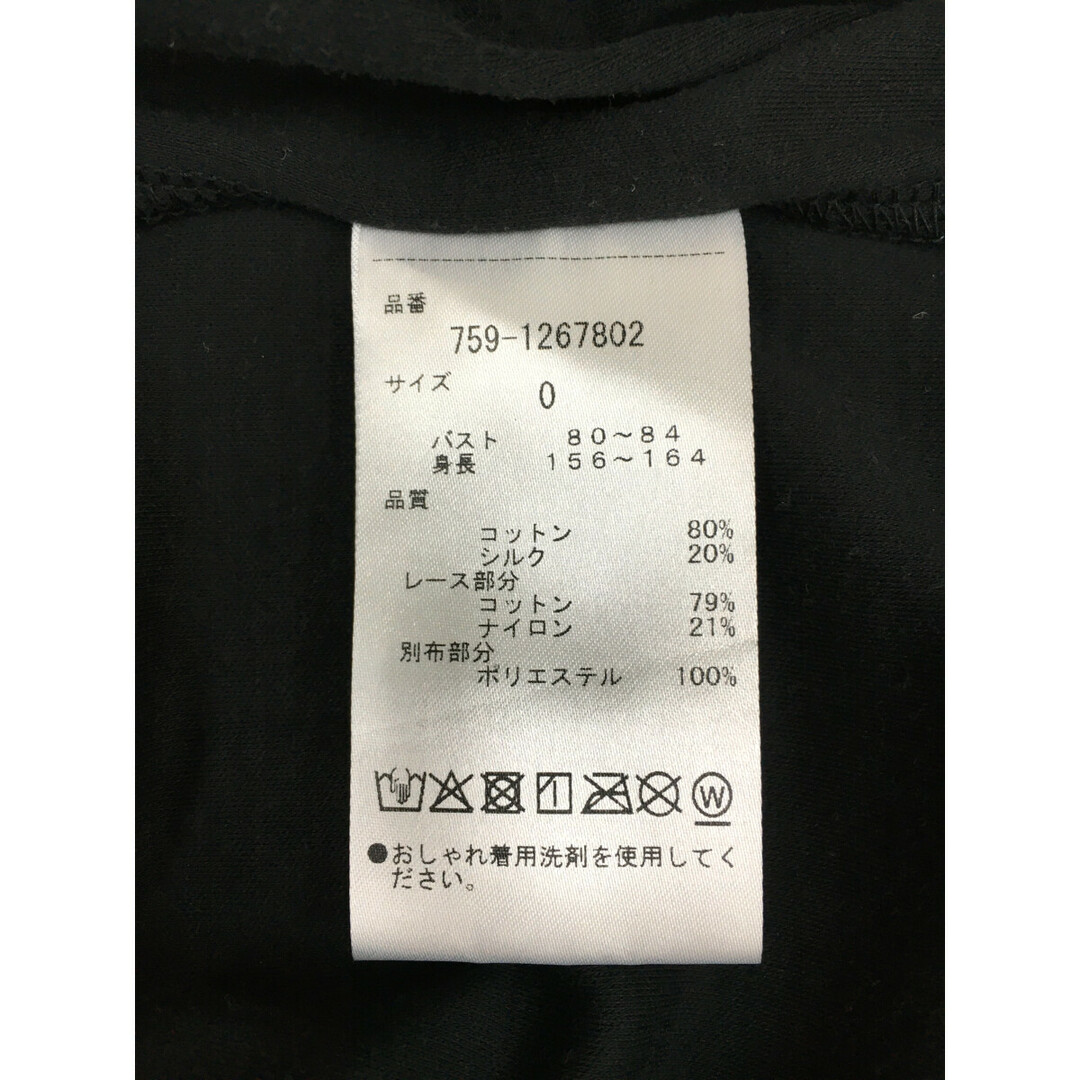 品番
759-1267802
サイズ 0
バスト 80～84
身長 156～164
品質
コットン 80%
シルク 20%
レース部分
コットン 79%
ナイロン 21%
別布部分
ポリエステル 100%
W
●おしゃれ着用洗剤を使用してく
ださい。